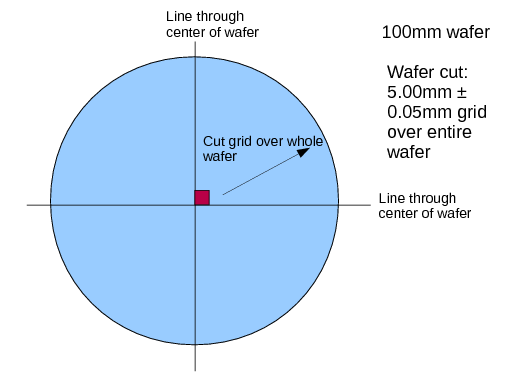 Line through
center of wafer
100mm wafer
Wafer cut:
5.00mm ±
0.05mm grid
over entire
wafer
Cut grid over whole
wafer
Line through
center of wafer